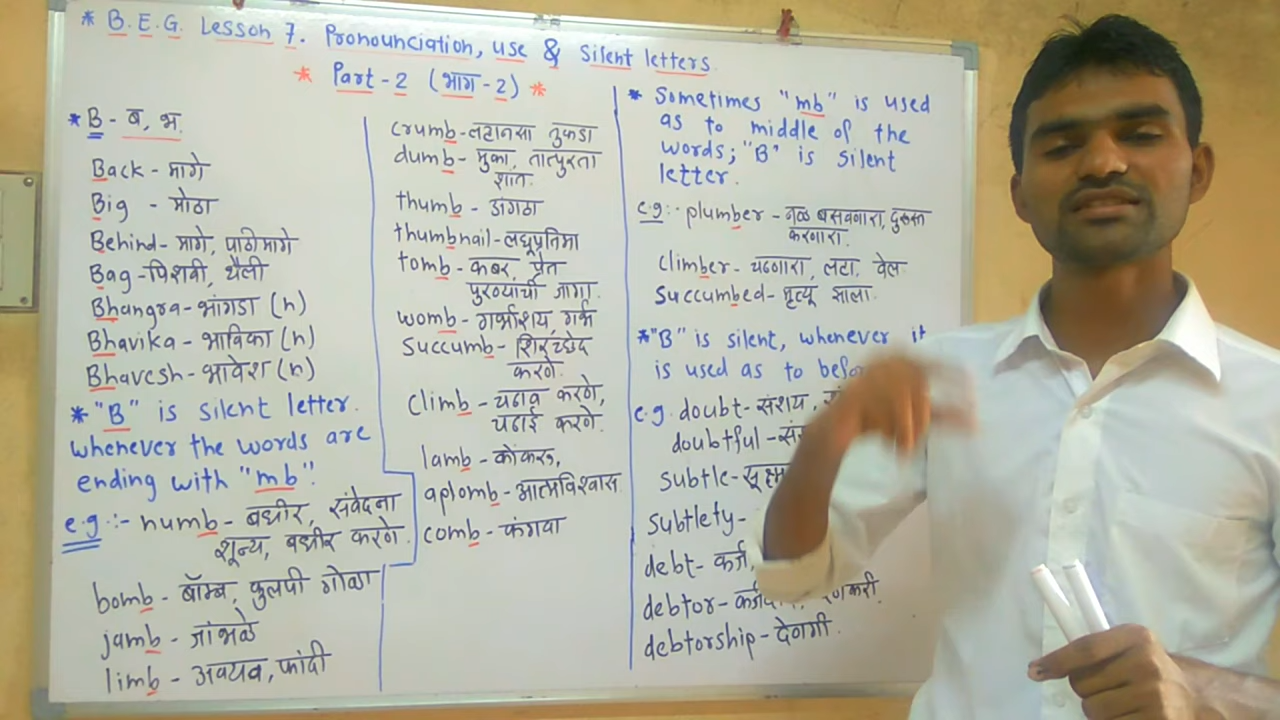 * B.E.G. Lesson 7. Pronounciation, use & Silent letters.
* Part-2 (भाग-2) *
* B - ब, भ.
Back - मागे
Big - मोठा
Behind - मागे, पाठीमागे
Bag - पिशवी, थैली
Bhangra - भांगडा (n)
Bhavika - भाविका (n)
Bhavesh - भावेश (n)
* "B" is silent letter.
whenever the words are
ending with "mb".
e.g :- numb - बधीर, संवेदना
शून्य, बधीर करणे.
bomb - बॉम्ब, कुलपी गोळा
jamb - जांभळे
limb - अवयव, फांदी
crumb - लहानसा तुकडा
dumb - मुका, तात्पुरता
शांत.
thumb - अंगठा
thumbnail - लघूप्रतिमा
tomb - कबर, प्रेत
पुरण्याची जागा.
womb - गर्भाशय, गर्भ
Succumb - शिरच्छेद
करणे.
climb - चढाव करणे,
चढाई करणे.
lamb - कोंकरू,
aplomb - आत्मविश्वास
comb - कंगवा
* Sometimes "mb" is used
as to middle of the
words; "B" is silent
letter.
e.g :- plumber - नळ बसवणारा, दुरुस्त
करणारा.
climber - चढणारा, लटा, वेल
Succumbed - मृत्यू झाला.
* "B" is silent, whenever it
is used as to
e.g. doubt - संशय,
doubtful -
subtle -
Subtlety -
debt - कर्ज,
debtor -
debtorship - देणगी.